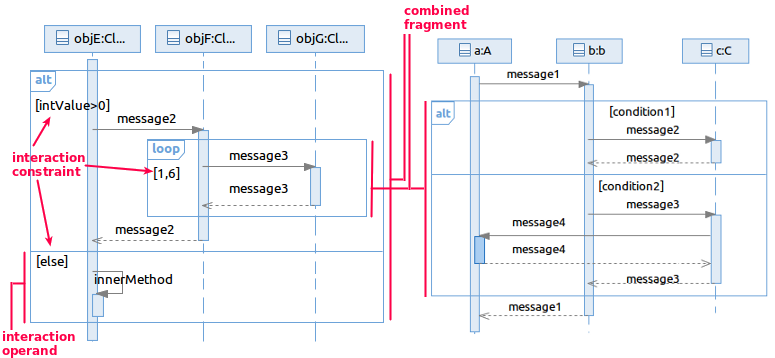 combined
fragment
objE:Cl...
objF:Cl...
objG:Cl...
a:A
b:b
c:C
alt
[intValue>0]
message2
loop
message3
[1,6]
message3
message2
interaction
constraint
[else]
innerMethod
interaction
operand
message1
alt
[condition1]
message2
message2
[condition2]
message3
message4
message4
message3
message1